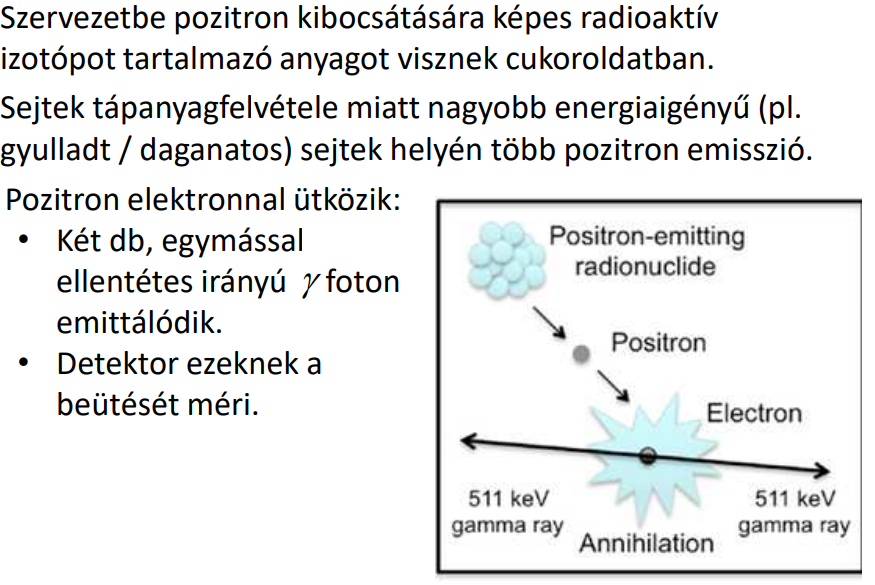 Szervezetbe pozitron kibocsátására képes radioaktív
izotópot tartalmazó anyagot visznek cukoroldatban.
Sejtek tápanyagfelvétele miatt nagyobb energiaigényű (pl.
gyulladt / daganatos) sejtek helyén több pozitron emisszió.
Pozitron elektronnal ütközik:
• Két db, egymással
ellentétes irányú γ foton
emittálódik.
• Detektor ezeknek a
beütését méri.
Positron-emitting
radionuclide
Positron
Electron
511 keV
gamma ray
511 keV
gamma ray
Annihilation